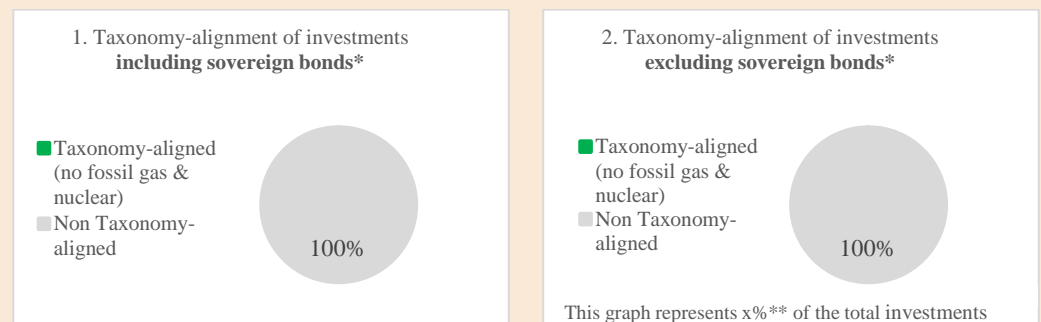 1. Taxonomy-alignment of investments
including sovereign bonds*
Taxonomy-aligned
(no fossil gas &
nuclear)
Non Taxonomy-
aligned
100%
2. Taxonomy-alignment of investments
excluding sovereign bonds*
Taxonomy-aligned
(no fossil gas &
nuclear)
Non Taxonomy-
aligned
100%
This graph represents x%** of the total investments